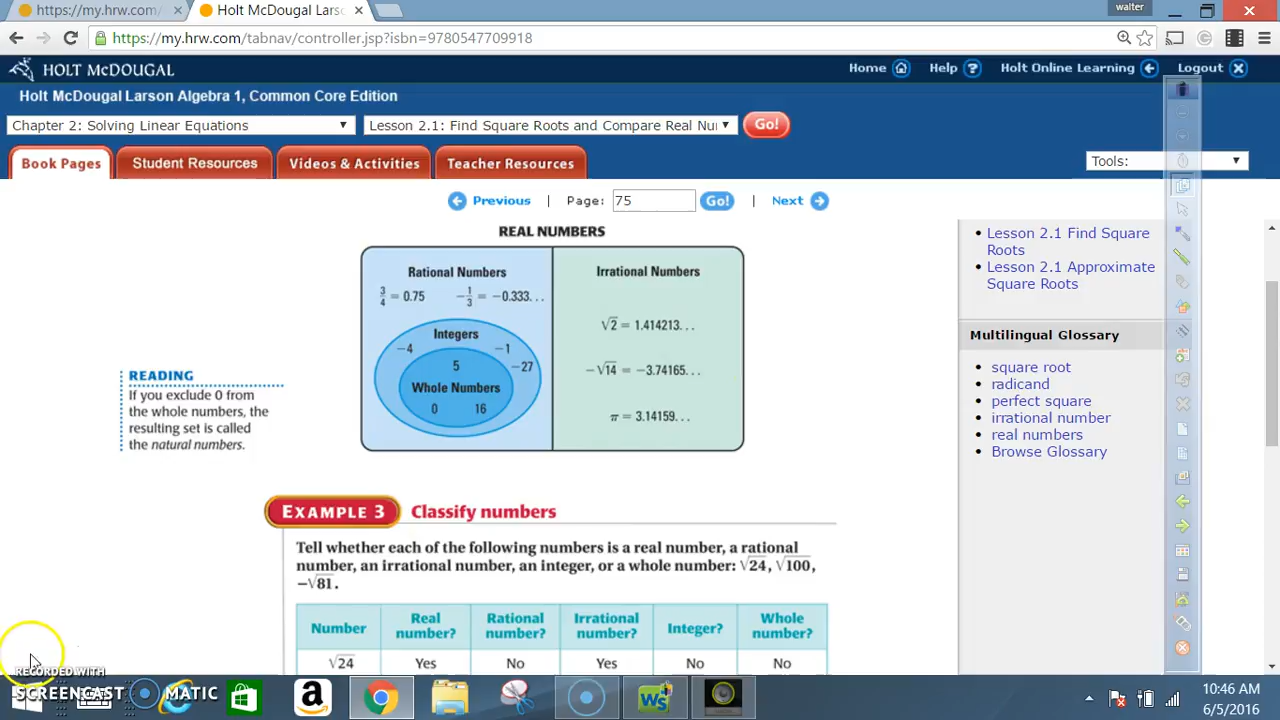 https://my.hrw.com/
Holt McDougal Lars
walter
https://my.hrw.com/tabnav/controller.jsp?isbn=9780547709918
HOLT MCDOUGAL
Home
Help
Holt Online Learning
Logout
Holt McDougal Larson Algebra 1, Common Core Edition
Chapter 2: Solving Linear Equations
Lesson 2.1: Find Square Roots and Compare Real Nu
Go!
Book Pages
Student Resources
Videos & Activities
Teacher Resources
Tools:
Previous | Page: 75 Go! | Next
REAL NUMBERS
Rational Numbers
3/4 = 0.75 -1/3 = -0.333...
Integers
-4 -1
5 -27
Whole Numbers
0 16
Irrational Numbers
√2 = 1.414213...
-√14 = -3.74165...
π = 3.14159...
READING
If you exclude 0 from
the whole numbers, the
resulting set is called
the natural numbers.
EXAMPLE 3 Classify numbers
Tell whether each of the following numbers is a real number, a rational
number, an irrational number, an integer, or a whole number: √24, √100,
-√81.
Number Real number? Rational number? Irrational number? Integer? Whole number?
√24 Yes No Yes No No
Lesson 2.1 Find Square
Roots
Lesson 2.1 Approximate
Square Roots
Multilingual Glossary
square root
radicand
perfect square
irrational number
real numbers
Browse Glossary
RECORDED WITH
SCREENCAST MATIC
10:46 AM
6/5/2016